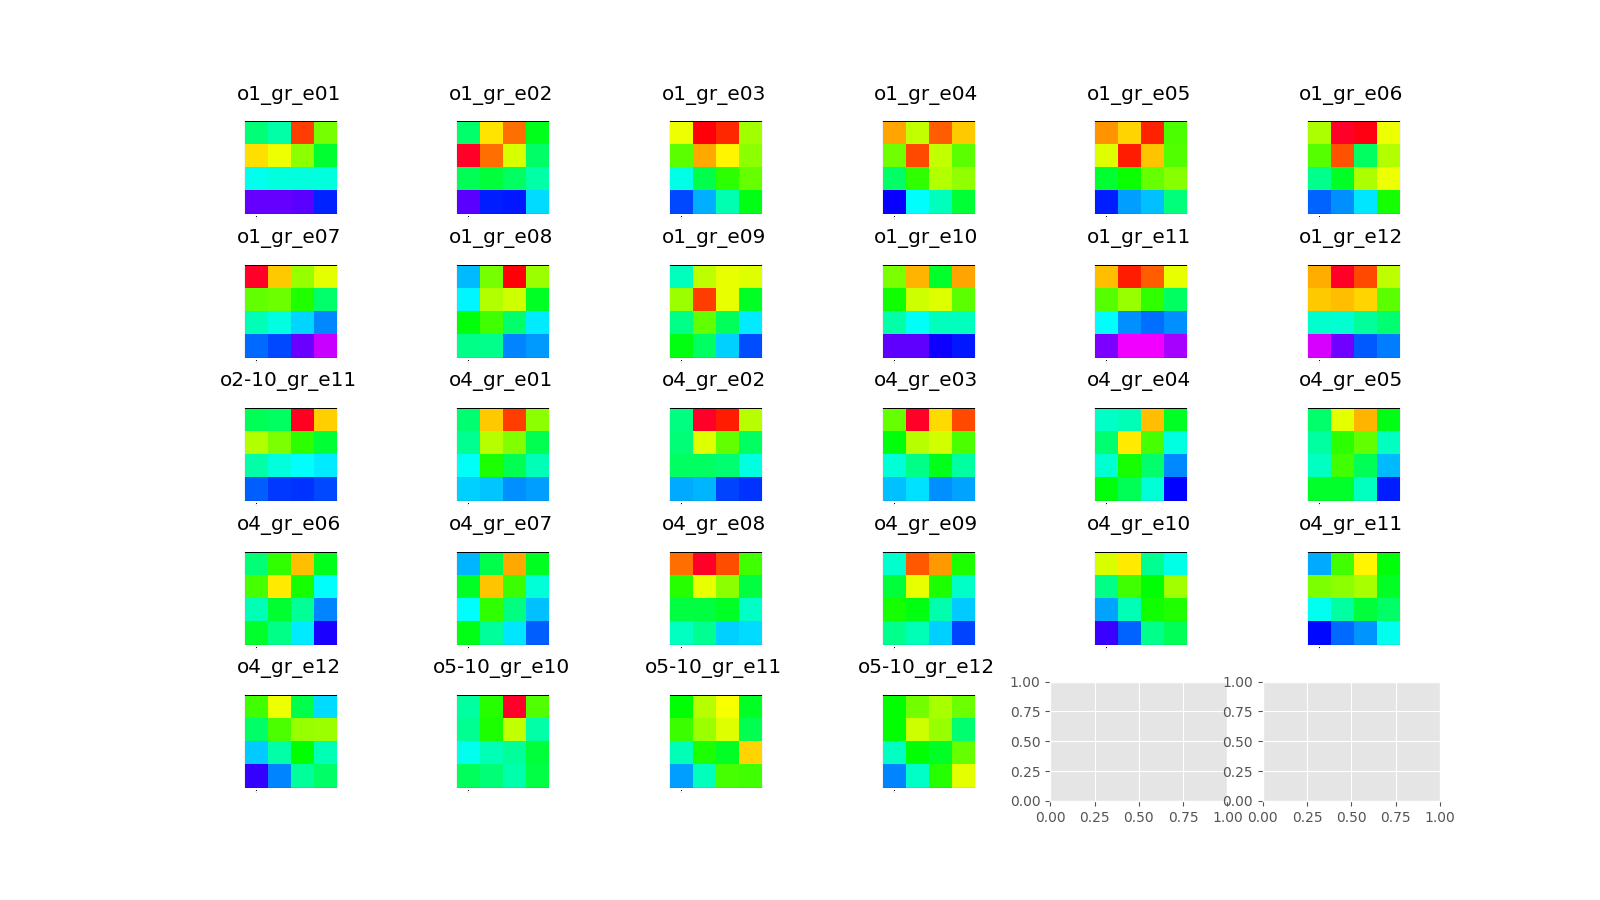 o1_gr_e01 o1_gr_e02 o1_gr_e03 o1_gr_e04 o1_gr_e05 o1_gr_e06
o1_gr_e07 o1_gr_e08 o1_gr_e09 o1_gr_e10 o1_gr_e11 o1_gr_e12
o2-10_gr_e11 o4_gr_e01 o4_gr_e02 o4_gr_e03 o4_gr_e04 o4_gr_e05
o4_gr_e06 o4_gr_e07 o4_gr_e08 o4_gr_e09 o4_gr_e10 o4_gr_e11
o4_gr_e12 o5-10_gr_e10 o5-10_gr_e11 o5-10_gr_e12
1.00 1.00
0.75 0.75
0.50 0.50
0.25 0.25
0.00 0.00
0.00 0.25 0.50 0.75 1.00 0.00 0.25 0.50 0.75 1.00